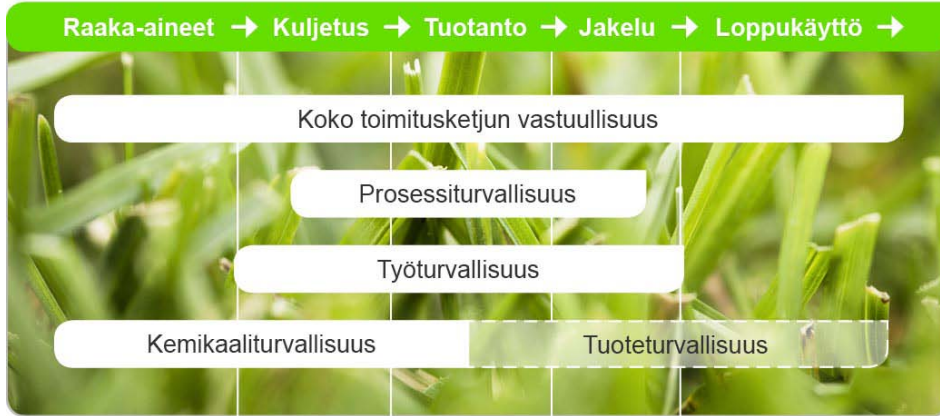 Raaka-aineet → Kuljetus → Tuotanto → Jakelu → Loppukäyttö →
Koko toimitusketjun vastuullisuus
Prosessiturvallisuus
Työturvallisuus
Kemikaaliturvallisuus Tuoteturvallisuus